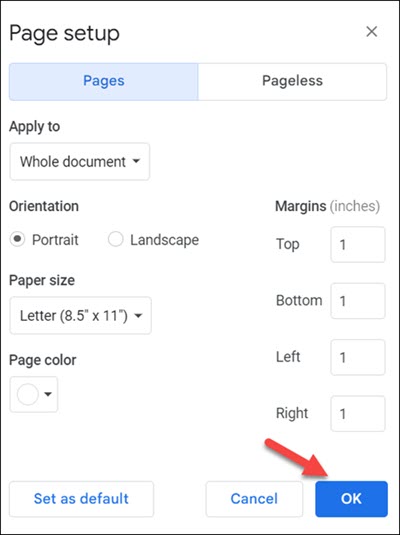 Page setup
Pages Pageless
Apply to
Whole document
Orientation Margins (inches)
Portrait Landscape Top 1
Paper size Bottom 1
Letter (8.5" x 11")
Page color Left 1
Right 1
Set as default Cancel OK